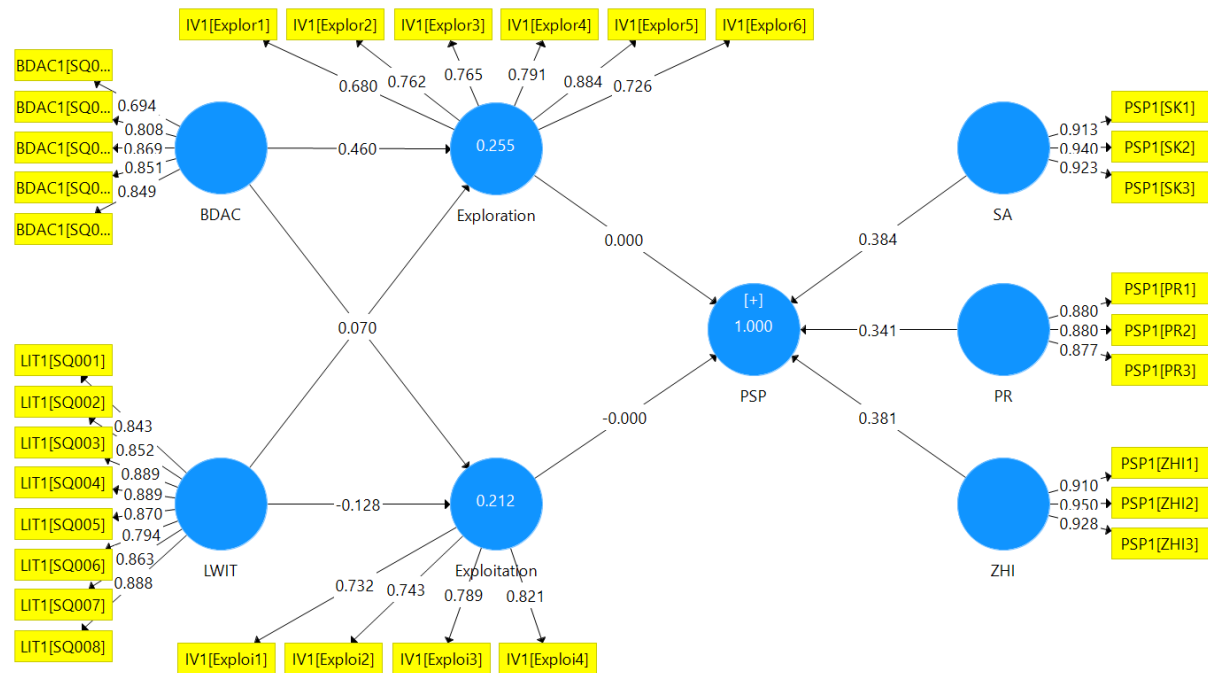 IV1[Explor1] IV1[Explor2] IV1[Explor3] IV1[Explor4] IV1[Explor5] IV1[Explor6]
0.680 0.762 0.765 0.791 0.884 0.726
BDAC1[SQ0...
BDAC1[SQ0...
BDAC1[SQ0...
BDAC1[SQ0...
BDAC1[SQ0...
0.694
0.808
0.869
0.851
0.849
BDAC
0.460
0.255
Exploration
0.000
0.070
PSP1[SK1]
PSP1[SK2]
PSP1[SK3]
0.913
0.940
0.923
SA
0.384
[+]
1.000
PSP
0.341
PSP1[PR1]
PSP1[PR2]
PSP1[PR3]
0.880
0.880
0.877
PR
-0.000
0.381
LIT1[SQ001]
LIT1[SQ002]
LIT1[SQ003]
LIT1[SQ004]
LIT1[SQ005]
LIT1[SQ006]
LIT1[SQ007]
LIT1[SQ008]
0.843
0.852
0.889
0.889
0.870
0.794
0.863
0.888
LWIT
-0.128
0.212
Exploitation
0.732 0.743 0.789 0.821
IV1[Exploi1] IV1[Exploi2] IV1[Exploi3] IV1[Exploi4]
PSP1[ZHI1]
PSP1[ZHI2]
PSP1[ZHI3]
0.910
0.950
0.928
ZHI